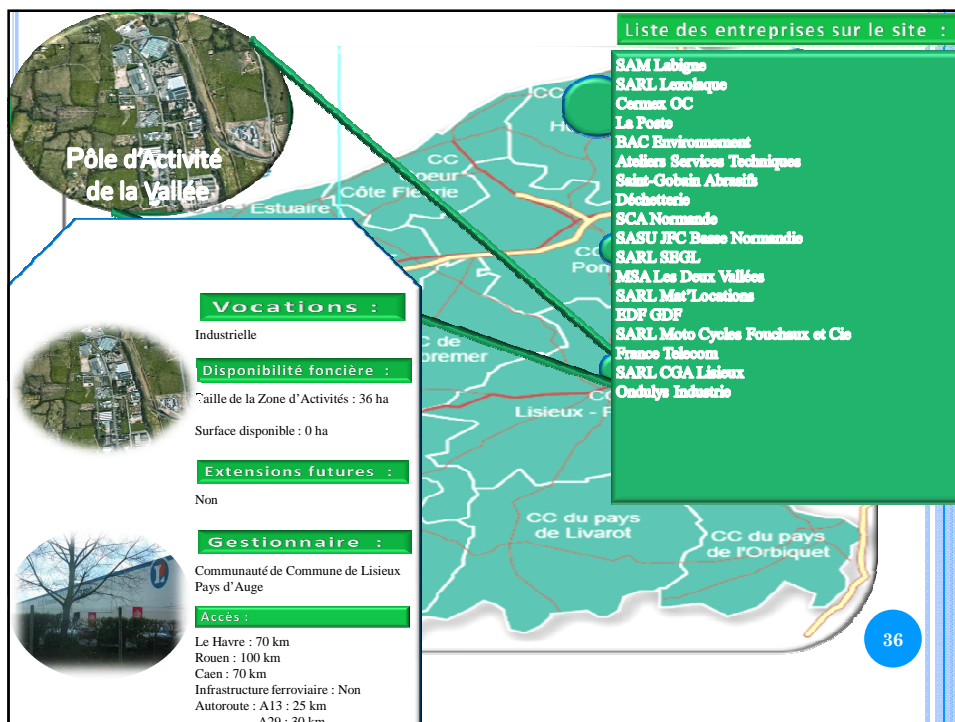 Liste des entreprises sur le site :
SAM Labigne
SARL Lexolaque
Cermex OC
La Poste
BAC Environnement
Ateliers Services Techniques
Saint-Gobain Abrasifs
Déchetterie
SCA Normande
SASU JFC Basse Normandie
SARL SEGL
MSA Les Deux Vallées
SARL Mat'Locations
EDF GDF
SARL Moto Cycles Fouchaux et Cie
France Telecom
SARL CGA Lisieux
Ondulys Industrie
Pôle d'Activité
de la Vallée
CC
Côte Fleurie
Estuaire
CC
CC de
Lisieux -
CC du pays
de Livarot
CC du pays
de l'Orbiquet
Vocations :
Industrielle
Disponibilité foncière :
Taille de la Zone d'Activités : 36 ha
Surface disponible : 0 ha
Extensions futures :
Non
Gestionnaire :
Communauté de Commune de Lisieux
Pays d'Auge
Accès :
Le Havre : 70 km
Rouen : 100 km
Caen : 70 km
Infrastructure ferroviaire : Non
Autoroute : A13 : 25 km
A29 : 30 km
36